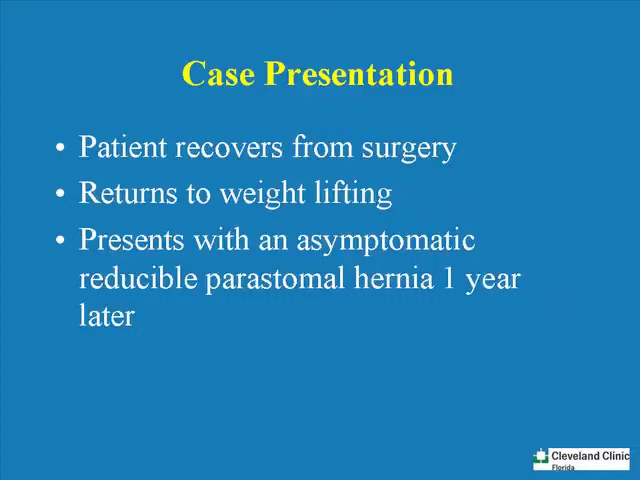 Case Presentation
• Patient recovers from surgery
• Returns to weight lifting
• Presents with an asymptomatic
reducible parastomal hernia 1 year
later
Cleveland Clinic
Florida